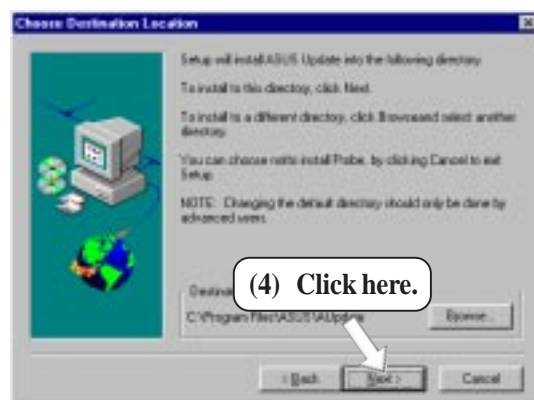 Choose Destination Location
Setup will install ASUS Update into the following directory.
To install to this directory, click Next.
To install to a different directory, click Browse and select another
directory.
You can choose not to install Probe, by clicking Cancel to exit
Setup.
NOTE: Changing the default directory should only be done by
advanced users.
(4) Click here.
C:\Program Files\ASUS\AUpdate
Browse...
< Back
Next >
Cancel